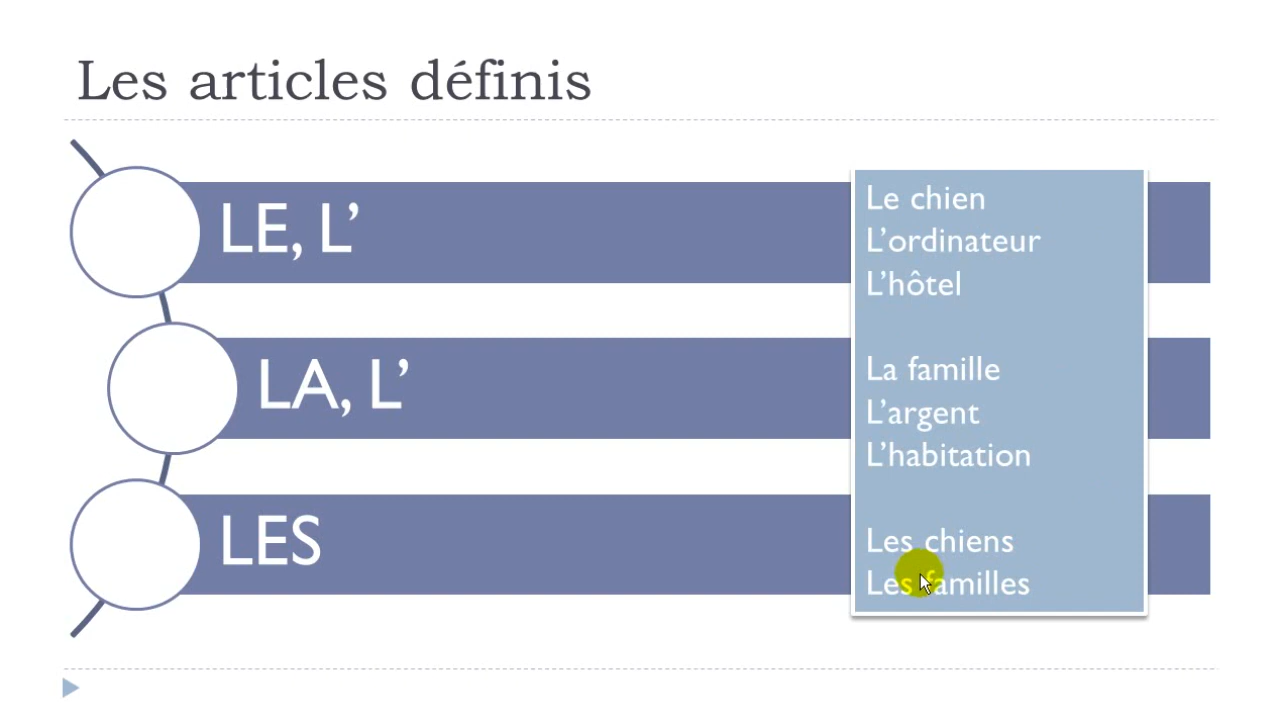 Les articles définis
LE, L’
LA, L’
LES
Le chien
L’ordinateur
L’hôtel
La famille
L’argent
L’habitation
Les chiens
Les familles